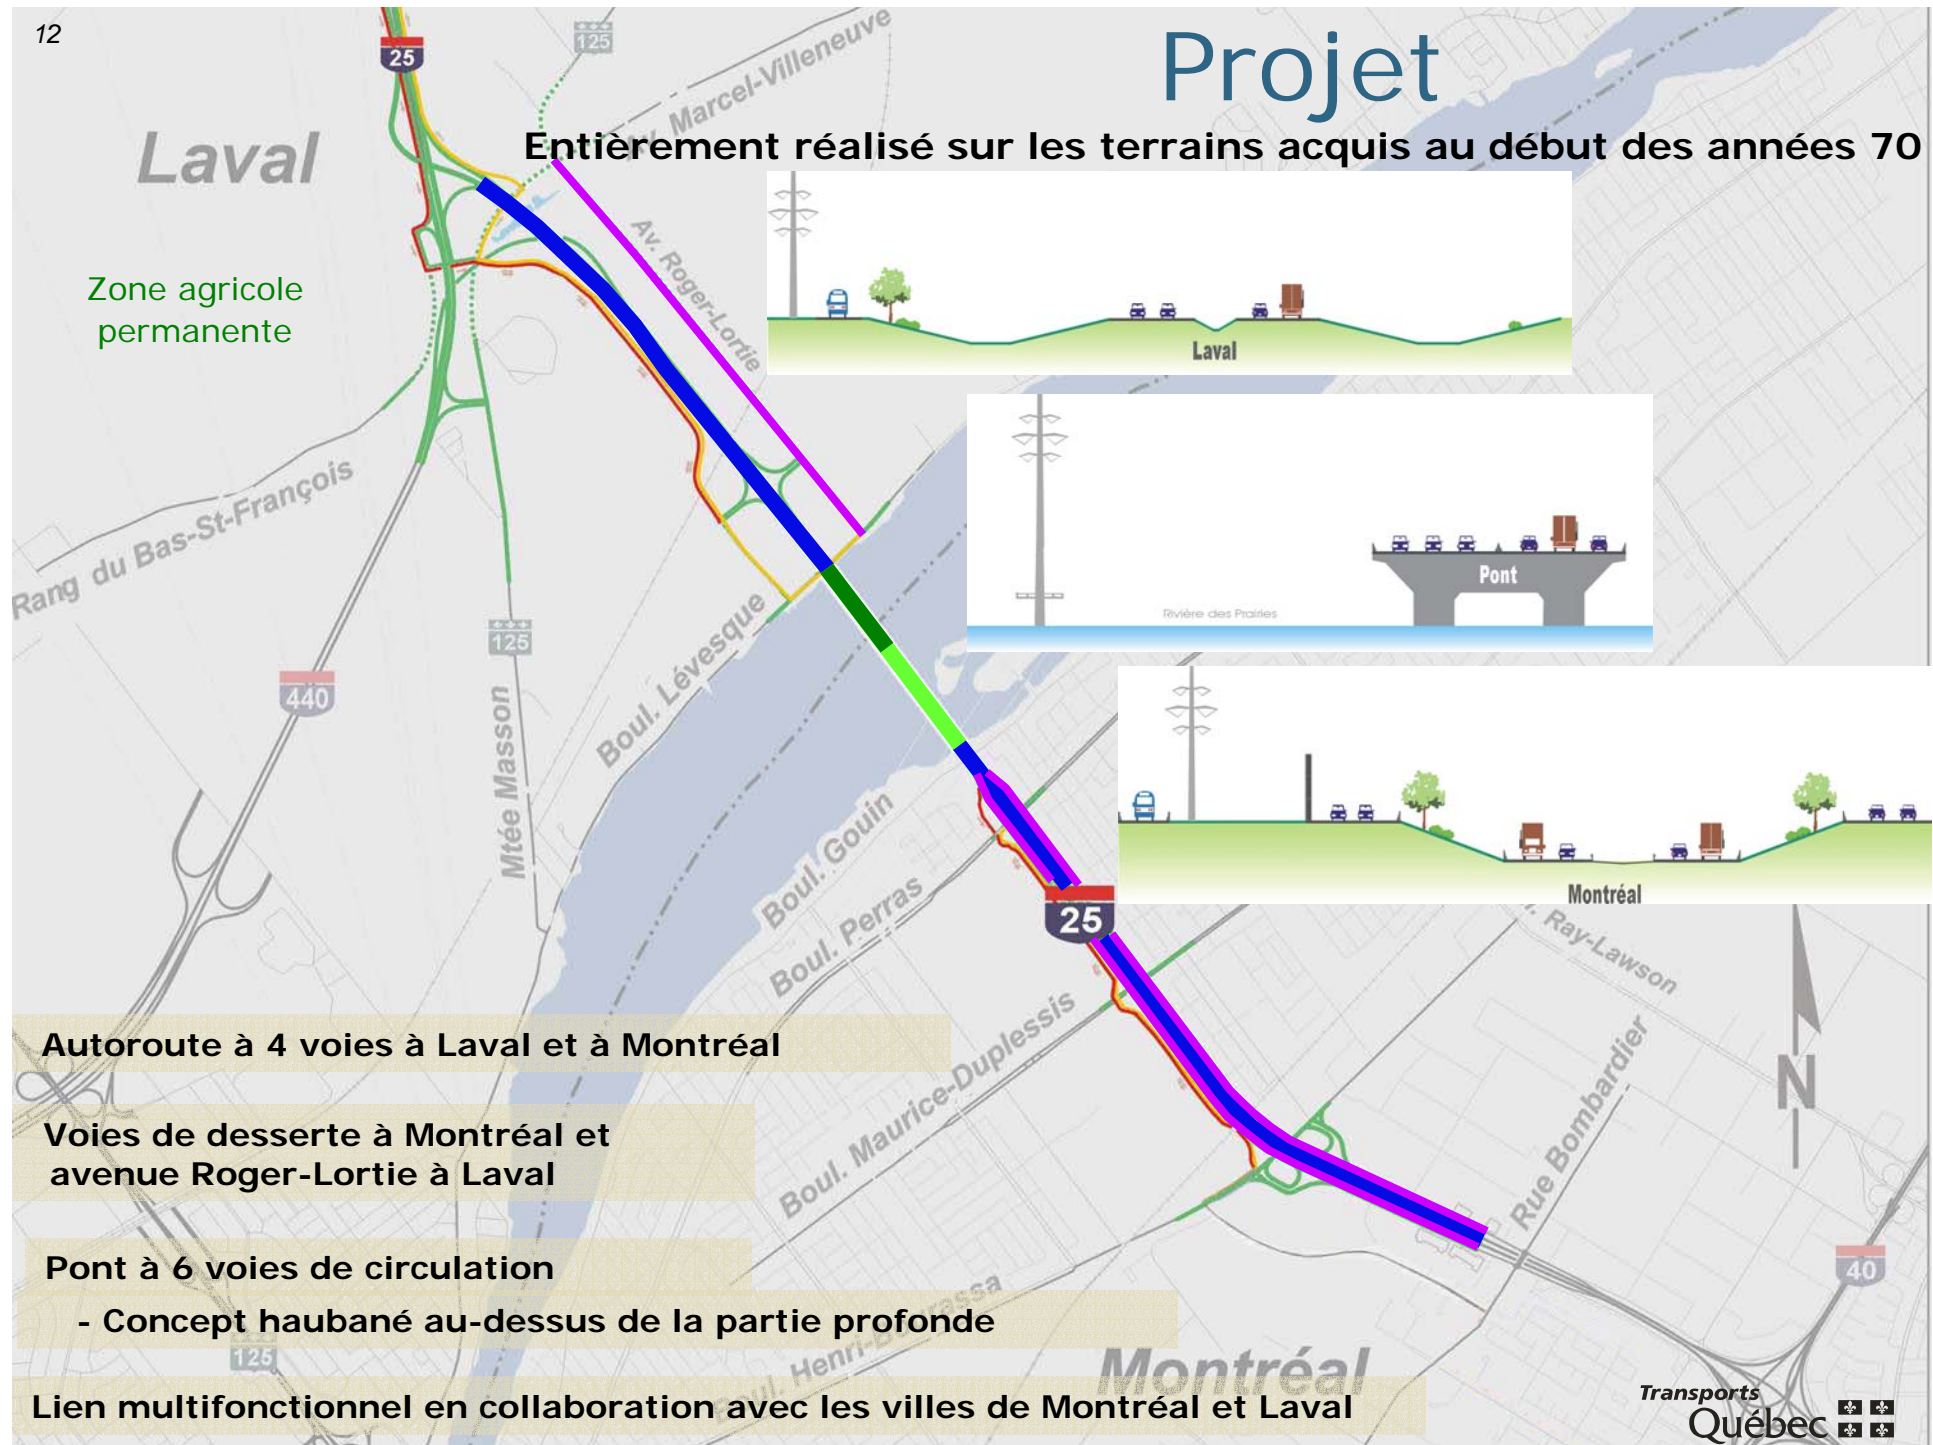 12
Projet
Entièrement réalisé sur les terrains acquis au début des années 70
25
125
Av. Marcel-Villeneuve
Laval
Zone agricole
permanente
Av. Roger-Lortie
Laval
Rang du Bas-St-François
Pont
Rivière des Prairies
125
440
Mtée Masson
Boul. Lévesque
Boul. Gouin
Boul. Perras
Montréal
25
Ray-Lawson
Boul. Maurice-Duplessis
Rue Bombardier
N
Autoroute à 4 voies à Laval et à Montréal
Voies de desserte à Montréal et
avenue Roger-Lortie à Laval
Pont à 6 voies de circulation
- Concept haubané au-dessus de la partie profonde
40
125
Boul. Henri-Bourassa
Montréal
Lien multifonctionnel en collaboration avec les villes de Montréal et Laval
Transports
Québec